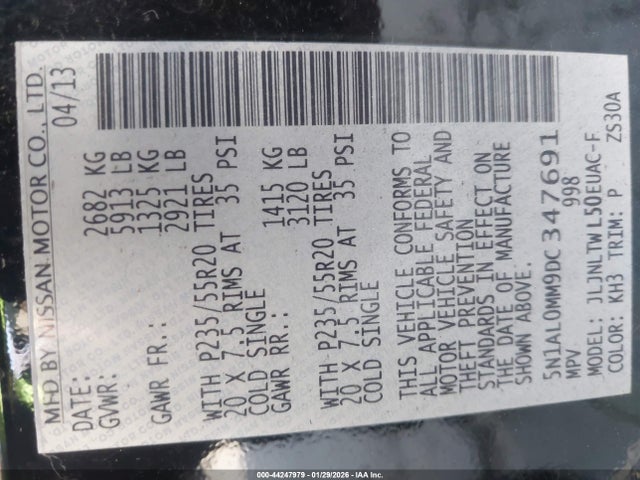 MFD BY NISSAN MOTOR CO., LTD.
DATE: 04/13
GVWR: 2682 KG
5913 LB
GAWR FR.: 1325 KG
2921 LB
WITH P235/55R20 TIRES
20 X 7.5 RIMS AT 35 PSI
COLD SINGLE
GAWR RR.: 1415 KG
3120 LB
WITH P235/55R20 TIRES
20 X 7.5 RIMS AT 35 PSI
COLD SINGLE
THIS VEHICLE CONFORMS TO
ALL APPLICABLE FEDERAL
MOTOR VEHICLE SAFETY AND
THEFT PREVENTION
STANDARDS IN EFFECT ON
THE DATE OF MANUFACTURE
SHOWN ABOVE.
5N1AL0MM9DC347691
MPV 998
MODEL: JLJNLTWL50EUAC-F
COLOR: KH3 TRIM: P ZS30A
000-44247979 - 01/29/2026 - IAA Inc.